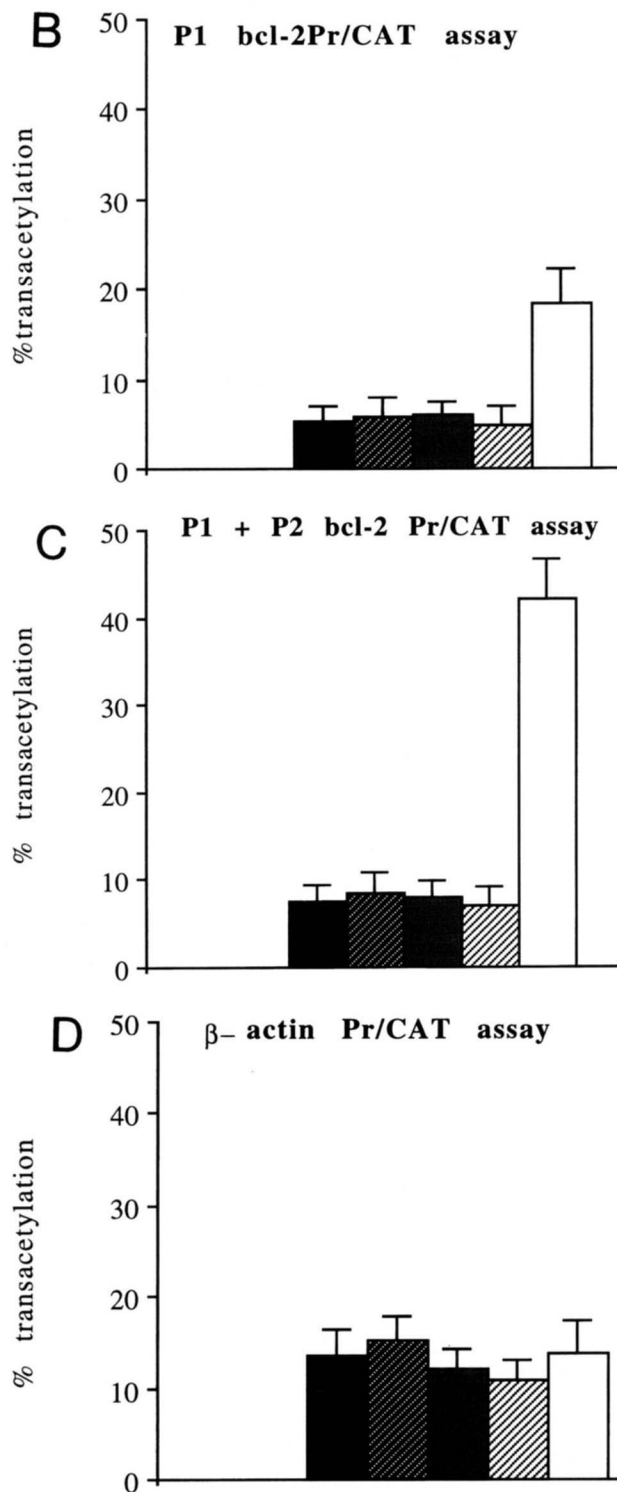 B
P1 bcl-2Pr/CAT assay
%transacetylation
50
40
30
20
10
0
C
P1 + P2 bcl-2 Pr/CAT assay
% transacetylation
50
40
30
20
10
0
D
β– actin Pr/CAT assay
% transacetylation
50
40
30
20
10
0